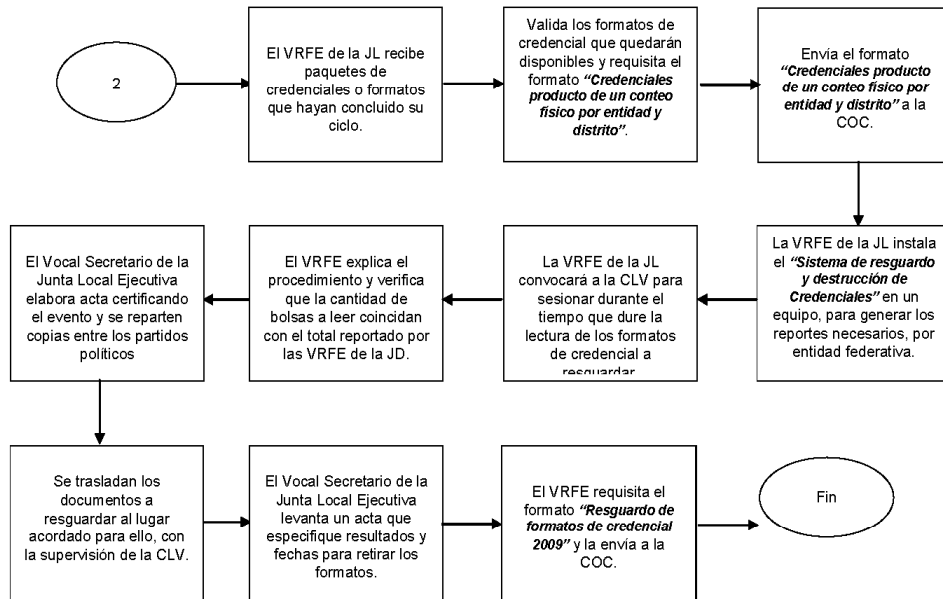 2
El VRFE de la JL recibe
paquetes de
credenciales o formatos
que hayan concluido su
ciclo.
Valida los formatos de
credencial que quedarán
disponibles y requisita el
formato “Credenciales
producto de un conteo
físico por entidad y
distrito”.
Envía el formato
“Credenciales producto
de un conteo físico por
entidad y distrito” a la
COC.
La VRFE de la JL instala
el “Sistema de resguardo
y destrucción de
Credenciales” en un
equipo, para generar los
reportes necesarios, por
entidad federativa.
La VRFE de la JL
convocará a la CLV para
sesionar durante el
tiempo que dure la
lectura de los formatos
de credencial a
resguardar
El VRFE explica el
procedimiento y verifica
que la cantidad de
bolsas a leer coincidan
con el total reportado por
las VRFE de la JD.
El Vocal Secretario de la
Junta Local Ejecutiva
elabora acta certificando
el evento y se reparten
copias entre los partidos
políticos
Se trasladan los
documentos a
resguardar al lugar
acordado para ello, con
la supervisión de la CLV.
El Vocal Secretario de la
Junta Local Ejecutiva
levanta un acta que
especifique resultados y
fechas para retirar los
formatos.
El VRFE requisita el
formato “Resguardo de
formatos de credencial
2009” y la envía a la
COC.
Fin